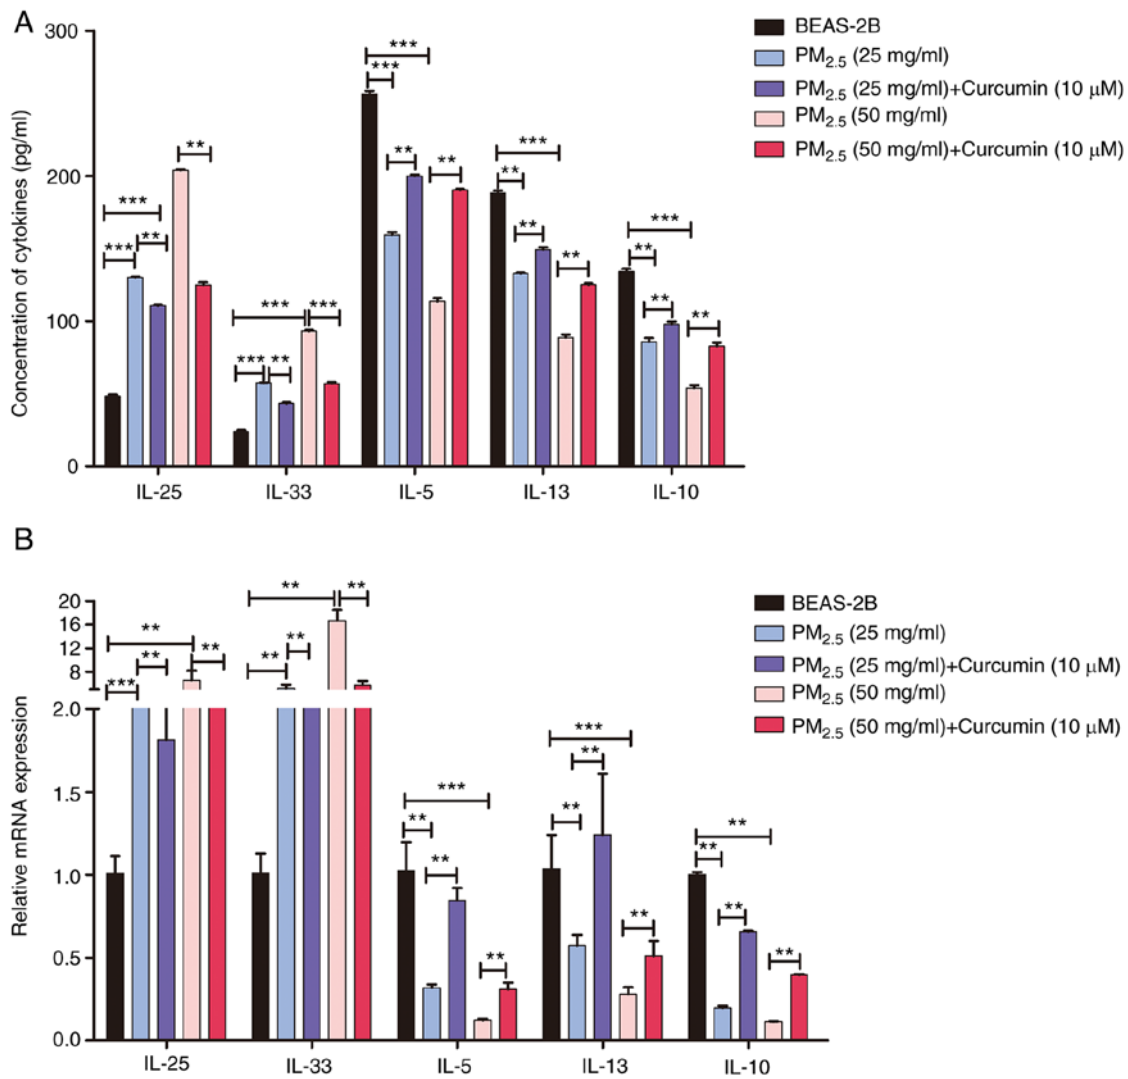 A
Concentration of cytokines (pg/ml)
300
200
100
0
*** *** ** **
*** ** *** ***
*** *** ** **
** *** ** **
** *** ** **
IL-25 IL-33 IL-5 IL-13 IL-10
BEAS-2B
PM2.5 (25 mg/ml)
PM2.5 (25 mg/ml)+Curcumin (10 µM)
PM2.5 (50 mg/ml)
PM2.5 (50 mg/ml)+Curcumin (10 µM)
B
Relative mRNA expression
20
16
12
8
2.0
1.5
1.0
0.5
0.0
*** ** ** **
** ** ** **
** *** ** **
** *** ** **
** ** ** **
IL-25 IL-33 IL-5 IL-13 IL-10
BEAS-2B
PM2.5 (25 mg/ml)
PM2.5 (25 mg/ml)+Curcumin (10 µM)
PM2.5 (50 mg/ml)
PM2.5 (50 mg/ml)+Curcumin (10 µM)